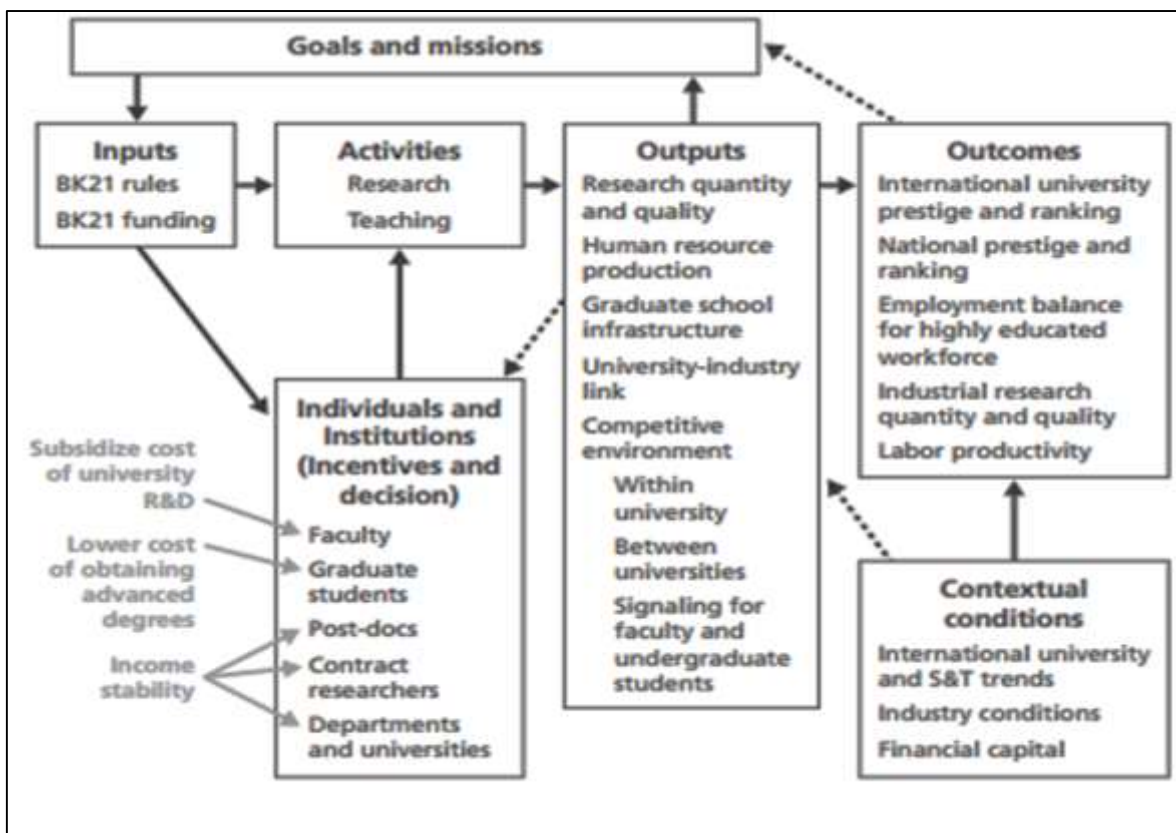 Goals and missions
Inputs
BK21 rules
BK21 funding
Activities
Research
Teaching
Outputs
Research quantity
and quality
Human resource
production
Graduate school
infrastructure
University-industry
link
Competitive
environment
Within
university
Between
universities
Signaling for
faculty and
undergraduate
students
Outcomes
International university
prestige and ranking
National prestige and
ranking
Employment balance
for highly educated
workforce
Industrial research
quantity and quality
Labor productivity
Subsidize cost
of university
R&D
Lower cost
of obtaining
advanced
degrees
Income
stability
Individuals and
Institutions
(Incentives and
decision)
Faculty
Graduate
students
Post-docs
Contract
researchers
Departments
and universities
Contextual
conditions
International university
and S&T trends
Industry conditions
Financial capital